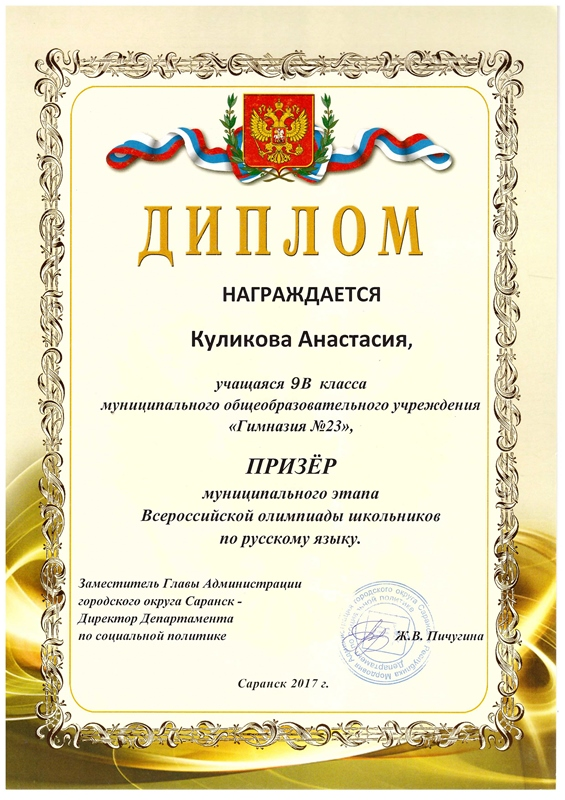 ДИПЛОМ
НАГРАЖДАЕТСЯ
Куликова Анастасия,
учащаяся 9В класса
муниципального общеобразовательного учреждения
«Гимназия №23»,
ПРИЗЁР
муниципального этапа
Всероссийской олимпиады школьников
по русскому языку.
Заместитель Главы Администрации
городского округа Саранск -
Директор Департамента
по социальной политике
Ж.В. Пичугина
Саранск 2017 г.